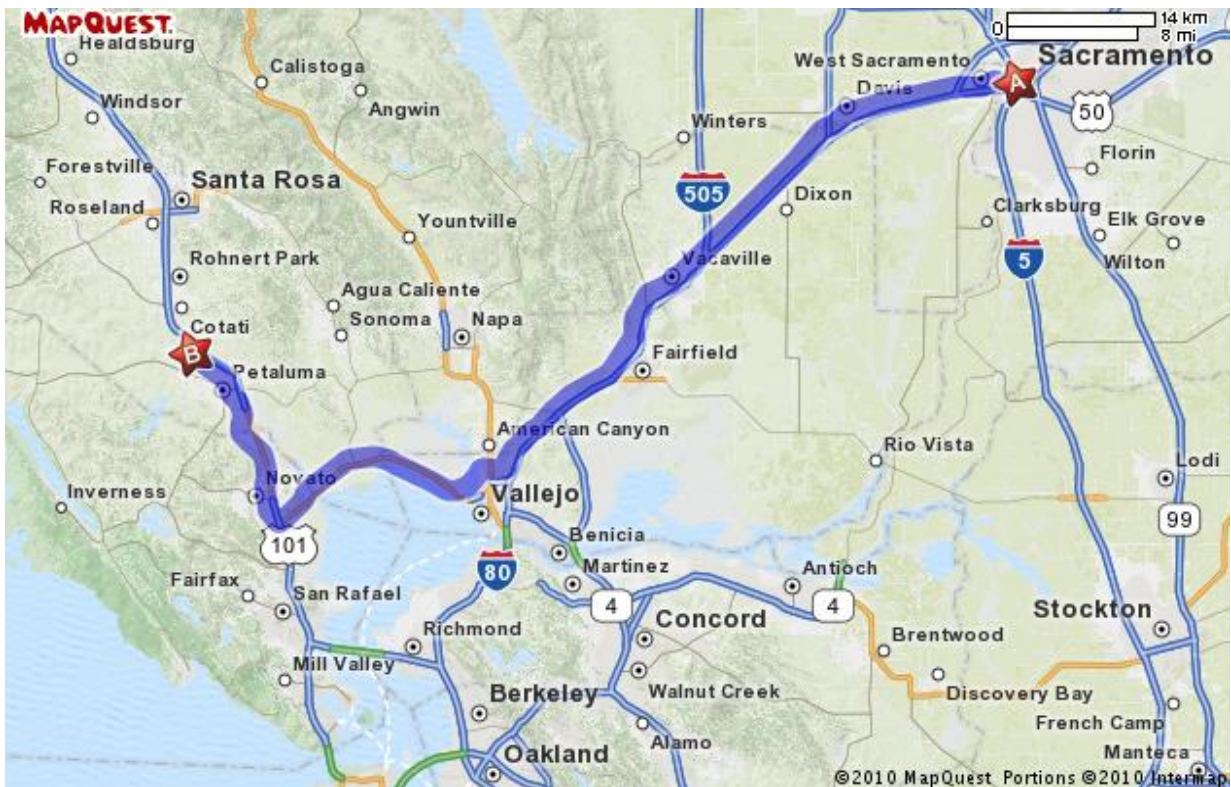 MAPQUEST.
0
14 km
8 mi
Healdsburg
Calistoga
Angwin
Windsor
West Sacramento
Sacramento
A
Davis
50
Winters
Florin
Forestville
Santa Rosa
505
Dixon
Roseland
Yountville
Clarksburg
Elk Grove
Rohnert Park
Vacaville
5
Wilton
Agua Caliente
Cotati
Sonoma
Napa
B
Petaluma
Fairfield
American Canyon
Rio Vista
Lodi
Inverness
Novato
Vallejo
99
101
Benicia
80
Martinez
Antioch
Fairfax
San Rafael
4
4
Stockton
Richmond
Concord
Brentwood
Mill Valley
Walnut Creek
Discovery Bay
Berkeley
French Camp
Alamo
Oakland
Manteca
©2010 MapQuest Portions ©2010 Intermap